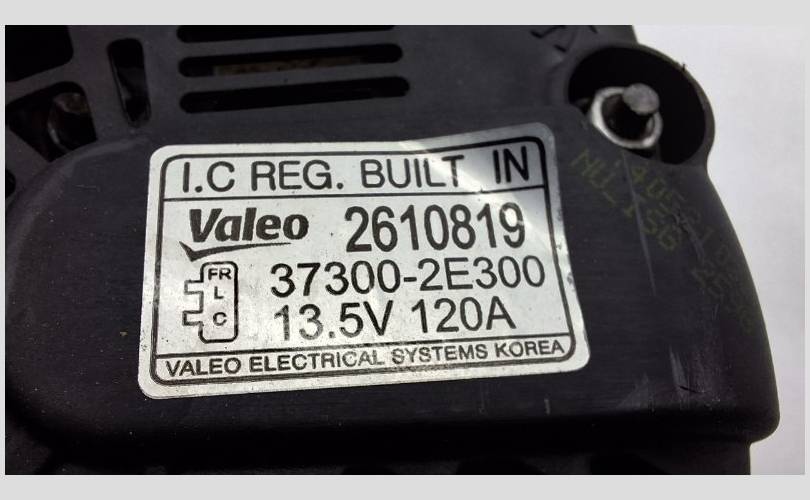 I.C REG. BUILT IN
Valeo 2610819
FR
L
C
37300-2E300
13.5V 120A
VALEO ELECTRICAL SYSTEMS KOREA